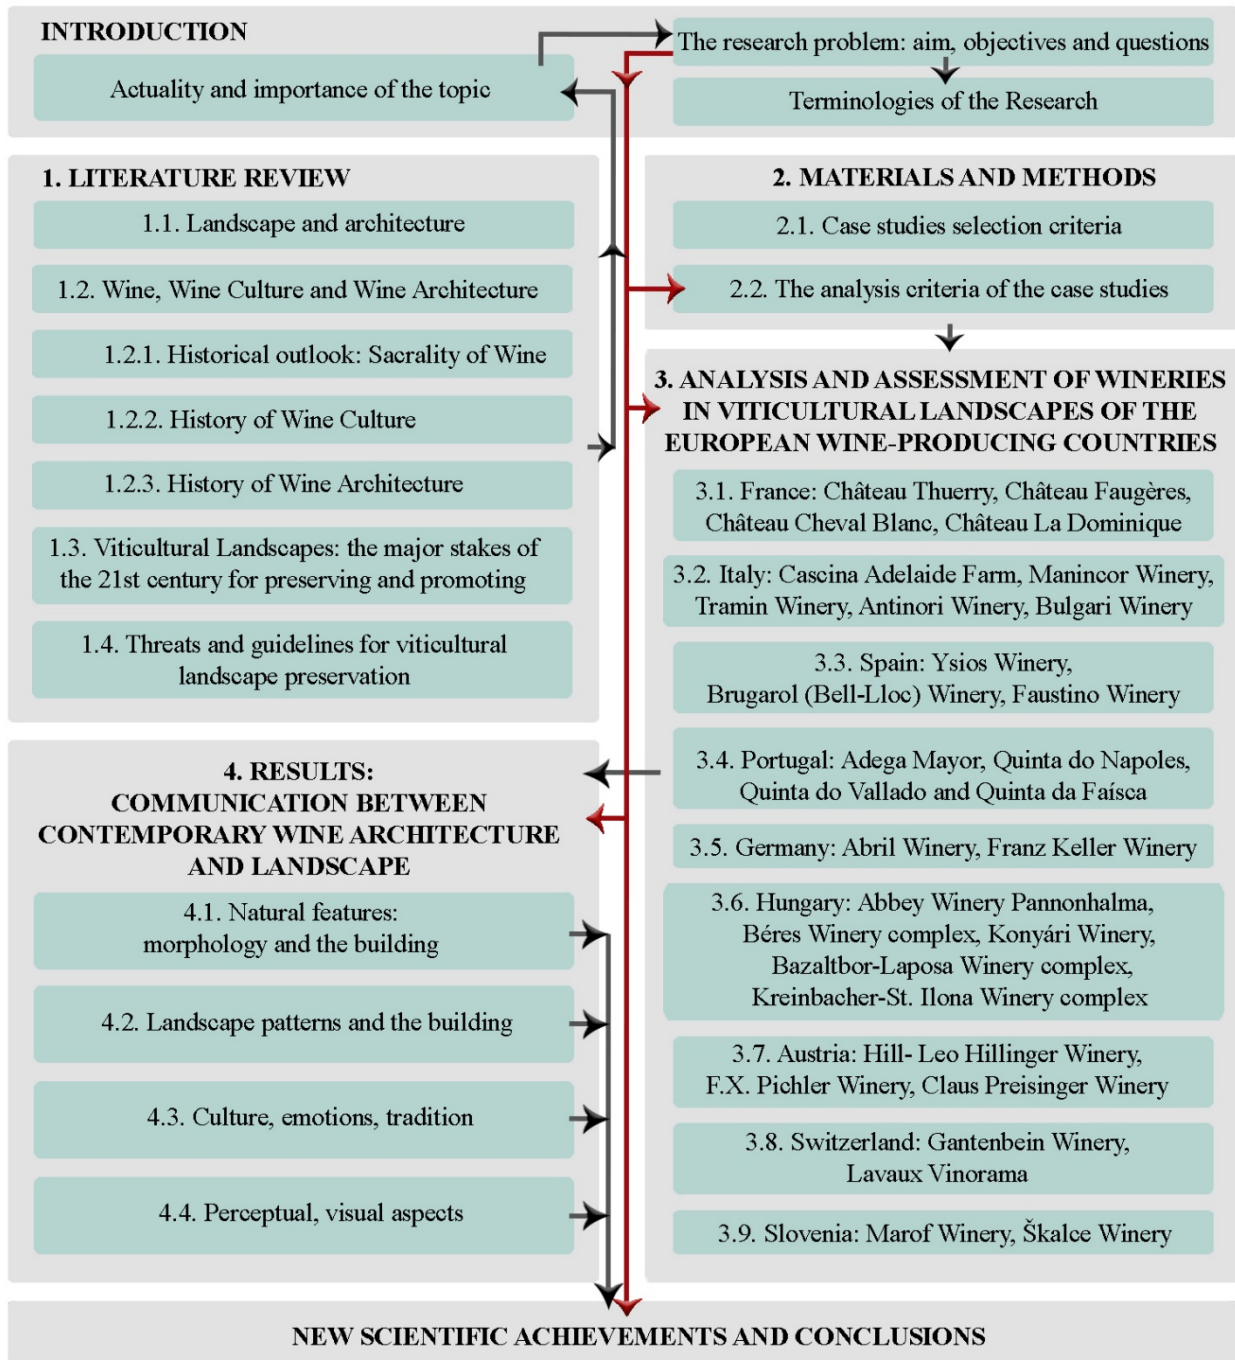 INTRODUCTION
Actuality and importance of the topic
The research problem: aim, objectives and questions
Terminologies of the Research
1. LITERATURE REVIEW
1.1. Landscape and architecture
1.2. Wine, Wine Culture and Wine Architecture
1.2.1. Historical outlook: Sacrality of Wine
1.2.2. History of Wine Culture
1.2.3. History of Wine Architecture
1.3. Viticultural Landscapes: the major stakes of
the 21st century for preserving and promoting
1.4. Threats and guidelines for viticultural
landscape preservation
2. MATERIALS AND METHODS
2.1. Case studies selection criteria
2.2. The analysis criteria of the case studies
3. ANALYSIS AND ASSESSMENT OF WINERIES
IN VITICULTURAL LANDSCAPES OF THE
EUROPEAN WINE-PRODUCING COUNTRIES
3.1. France: Château Thuerry, Château Faugères,
Château Cheval Blanc, Château La Dominique
3.2. Italy: Cascina Adelaide Farm, Manincor Winery,
Tramin Winery, Antinori Winery, Bulgari Winery
3.3. Spain: Ysios Winery,
Brugarol (Bell-Lloc) Winery, Faustino Winery
3.4. Portugal: Adega Mayor, Quinta do Napoles,
Quinta do Vallado and Quinta da Faísca
3.5. Germany: Abril Winery, Franz Keller Winery
3.6. Hungary: Abbey Winery Pannonhalma,
Béres Winery complex, Konyári Winery,
Bazaltbor-Laposa Winery complex,
Kreinbacher-St. Ilona Winery complex
3.7. Austria: Hill- Leo Hillinger Winery,
F.X. Pichler Winery, Claus Preisinger Winery
3.8. Switzerland: Gantenbein Winery,
Lavaux Vinorama
3.9. Slovenia: Marof Winery, Škalce Winery
4. RESULTS:
COMMUNICATION BETWEEN
CONTEMPORARY WINE ARCHITECTURE
AND LANDSCAPE
4.1. Natural features:
morphology and the building
4.2. Landscape patterns and the building
4.3. Culture, emotions, tradition
4.4. Perceptual, visual aspects
NEW SCIENTIFIC ACHIEVEMENTS AND CONCLUSIONS